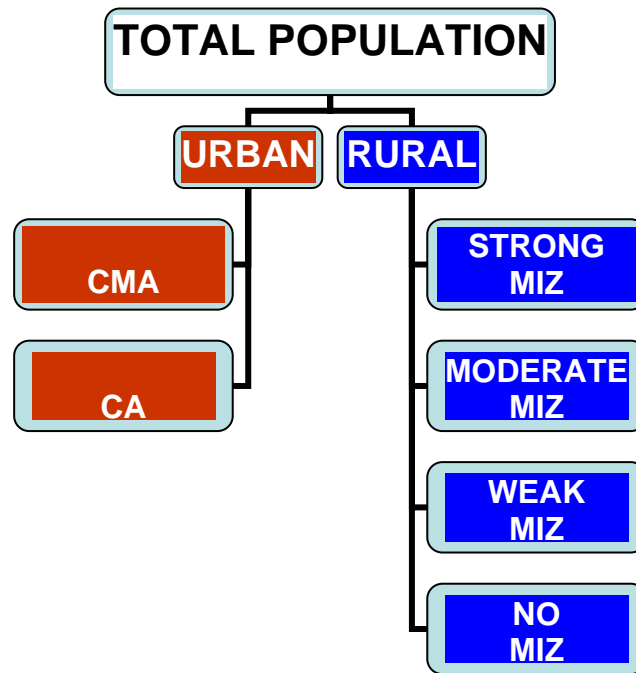 TOTAL POPULATION
URBAN
RURAL
CMA
CA
STRONG
MIZ
MODERATE
MIZ
WEAK
MIZ
NO
MIZ